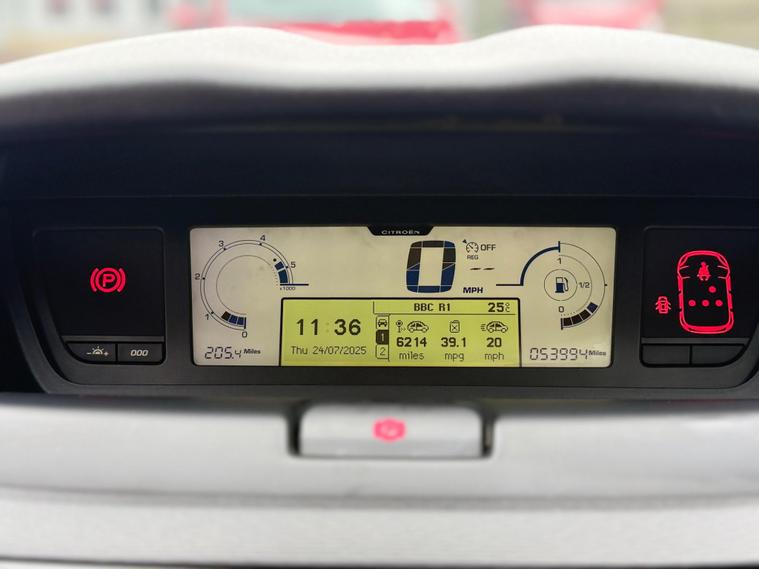 CITROËN
4
3
5
2
x1000
1
0
0
MPH
OFF
REG
--
1
1/2
0
P
BBC R1 25°C
11:36
Thu 24/07/2025
1
2
6214 39.1 20
miles mpg mph
205.4 Miles
053994 Miles
- +
000